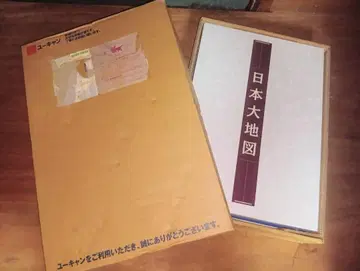 ユーキャン
日本大地図
ユーキャンをご利用いただき、誠にありがとうございます。